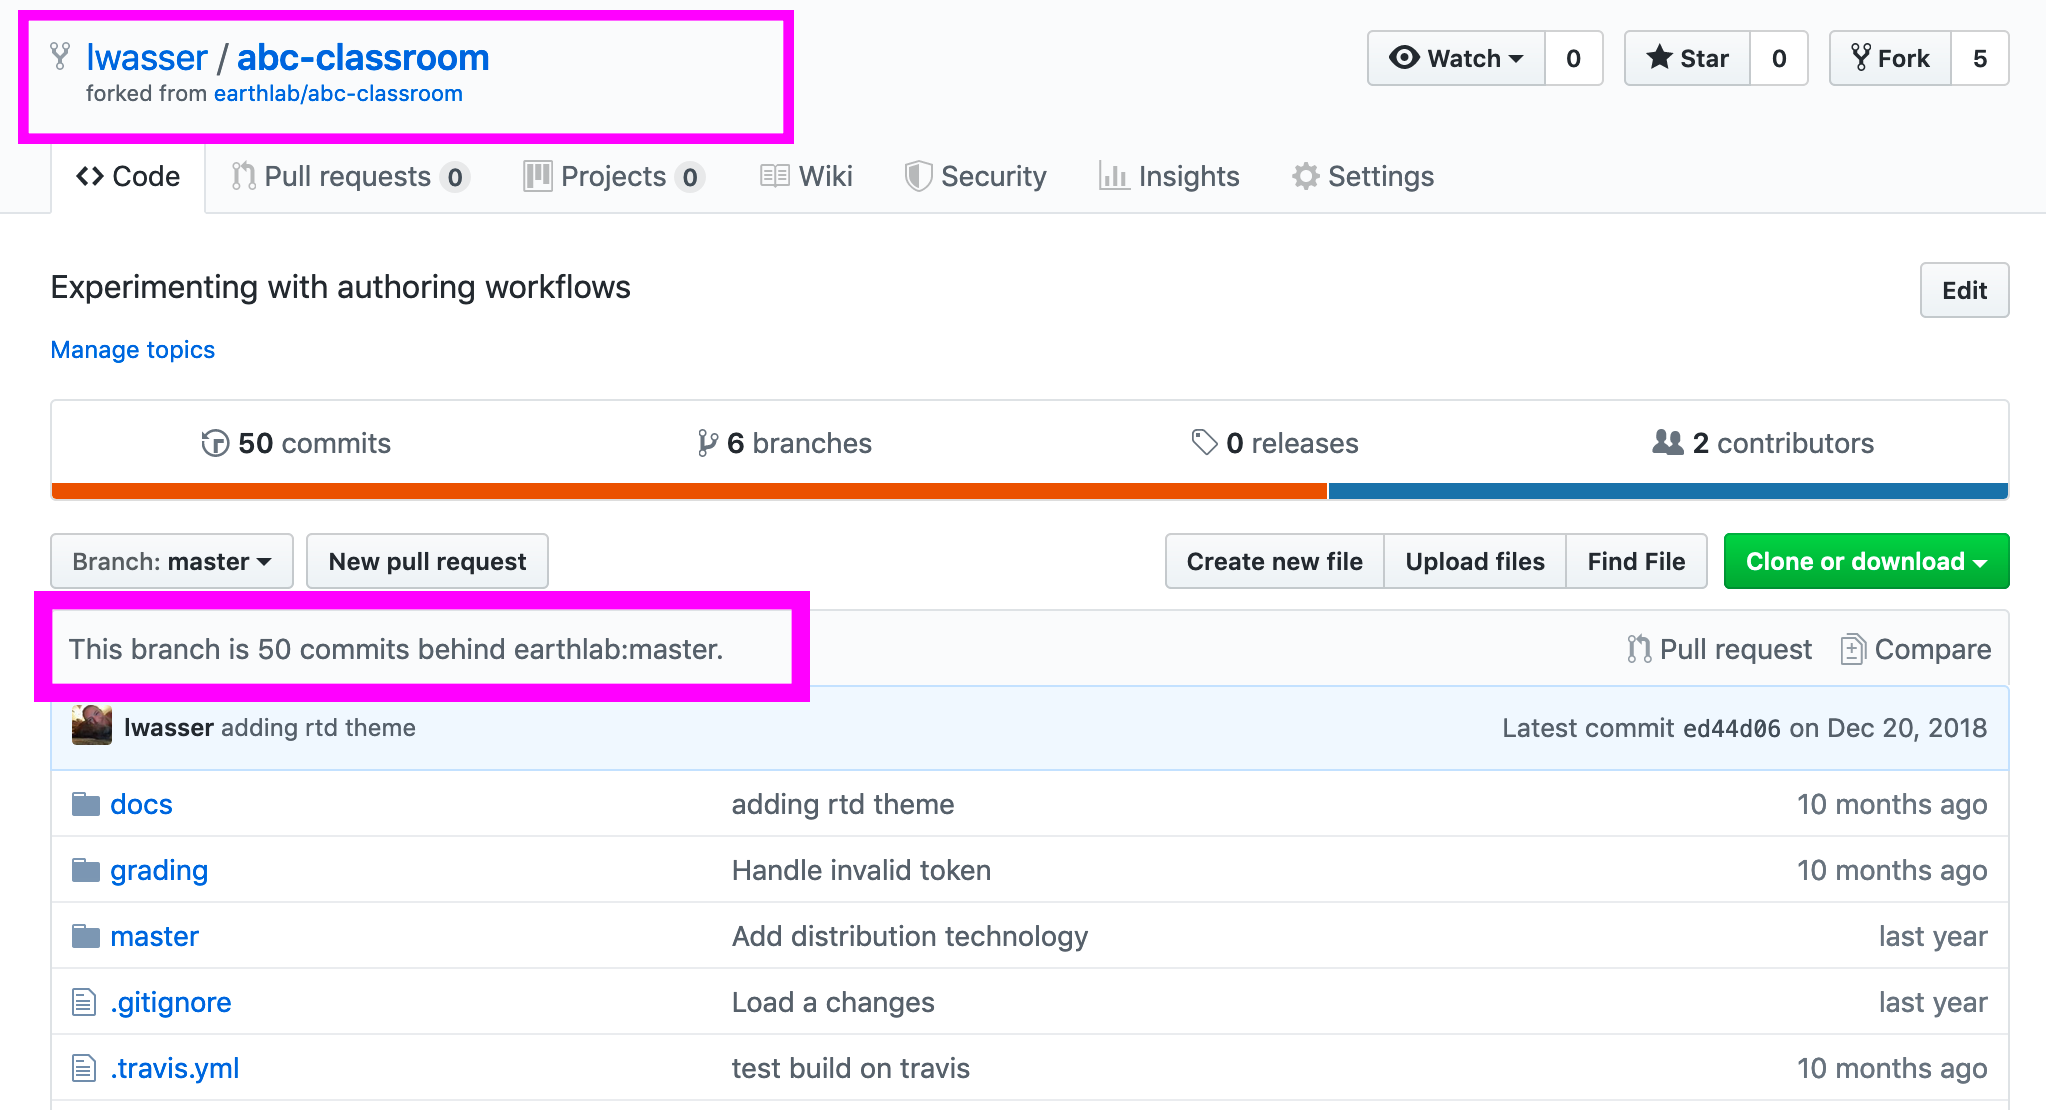 lwasser / abc-classroom
forked from earthlab/abc-classroom
Watch 0 Star 0 Fork 5
Code Pull requests 0 Projects 0 Wiki Security Insights Settings
Experimenting with authoring workflows
Edit
Manage topics
50 commits 6 branches 0 releases 2 contributors
Branch: master New pull request Create new file Upload files Find File Clone or download
This branch is 50 commits behind earthlab:master. Pull request Compare
lwasser adding rtd theme Latest commit ed44d06 on Dec 20, 2018
docs adding rtd theme 10 months ago
grading Handle invalid token 10 months ago
master Add distribution technology last year
.gitignore Load a changes last year
.travis.yml test build on travis 10 months ago